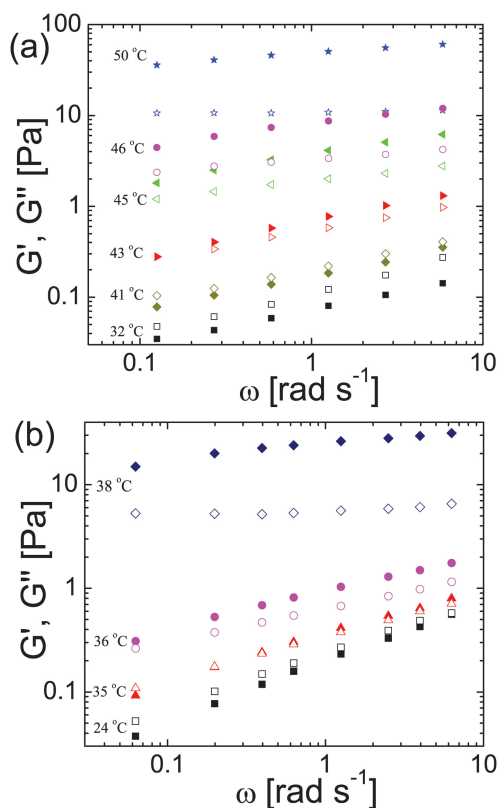 (a)
100
10
1
0.1
G', G" [Pa]
50 °C
46 °C
45 °C
43 °C
41 °C
32 °C
0.1
1
10
ω [rad s⁻¹]
(b)
10
1
0.1
G', G" [Pa]
38 °C
36 °C
35 °C
24 °C
0.1
1
10
ω [rad s⁻¹]